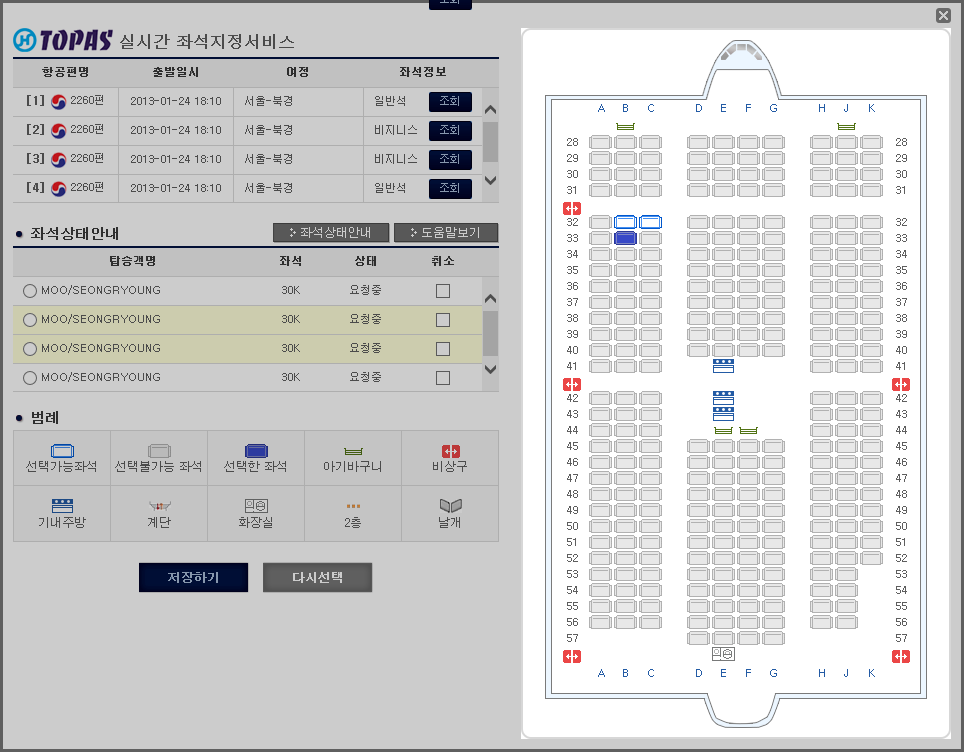 조회
TOPAS 실시간 좌석지정서비스
항공편명 출발일시 여정 좌석정보
[1] 2260편 2013-01-24 18:10 서울-북경 일반석 조회
[2] 2260편 2013-01-24 18:10 서울-북경 비지니스 조회
[3] 2260편 2013-01-24 18:10 서울-북경 비지니스 조회
[4] 2260편 2013-01-24 18:10 서울-북경 일반석 조회
좌석상태안내 좌석상태안내 도움말보기
탑승객명 좌석 상태 취소
MOO/SEONGRYOUNG 30K 요청중
MOO/SEONGRYOUNG 30K 요청중
MOO/SEONGRYOUNG 30K 요청중
MOO/SEONGRYOUNG 30K 요청중
범례
선택가능좌석 선택불가능 좌석 선택한 좌석 아기바구니 비상구
기내주방 계단 화장실 2층 날개
저장하기 다시선택
A B C D E F G H J K
28 28
29 29
30 30
31 31
32 32
33 33
34 34
35 35
36 36
37 37
38 38
39 39
40 40
41 41
42 42
43 43
44 44
45 45
46 46
47 47
48 48
49 49
50 50
51 51
52 52
53 53
54 54
55 55
56 56
57 57
A B C D E F G H J K